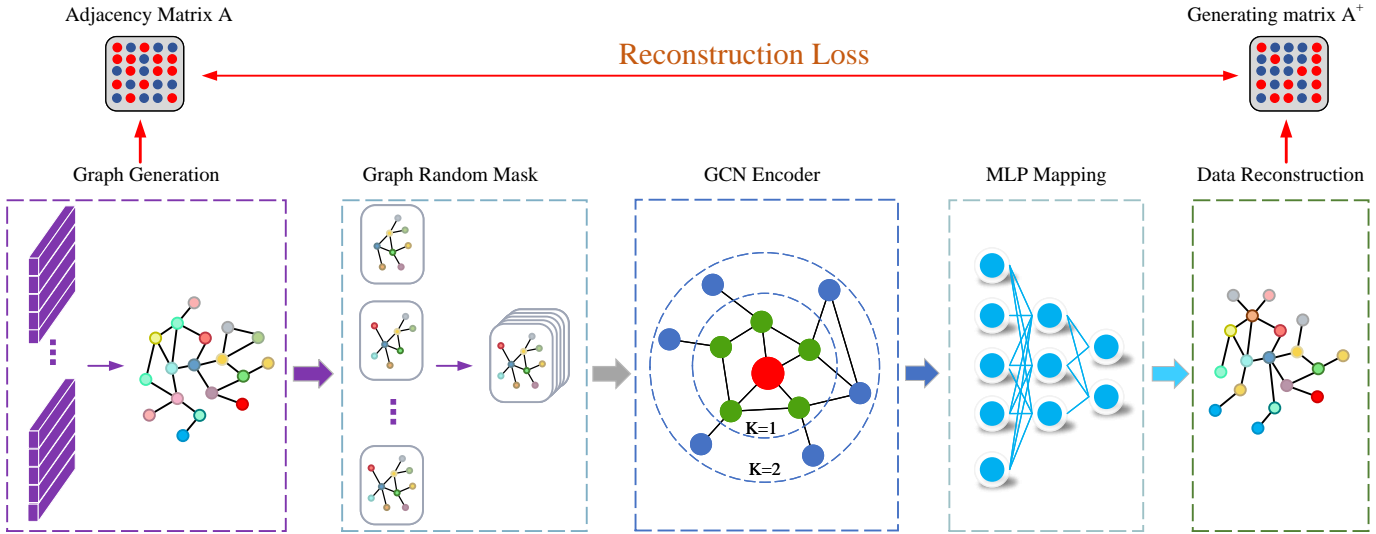 Adjacency Matrix A
Generating matrix A⁺
Reconstruction Loss
Graph Generation
Graph Random Mask
GCN Encoder
MLP Mapping
Data Reconstruction
K=1
K=2